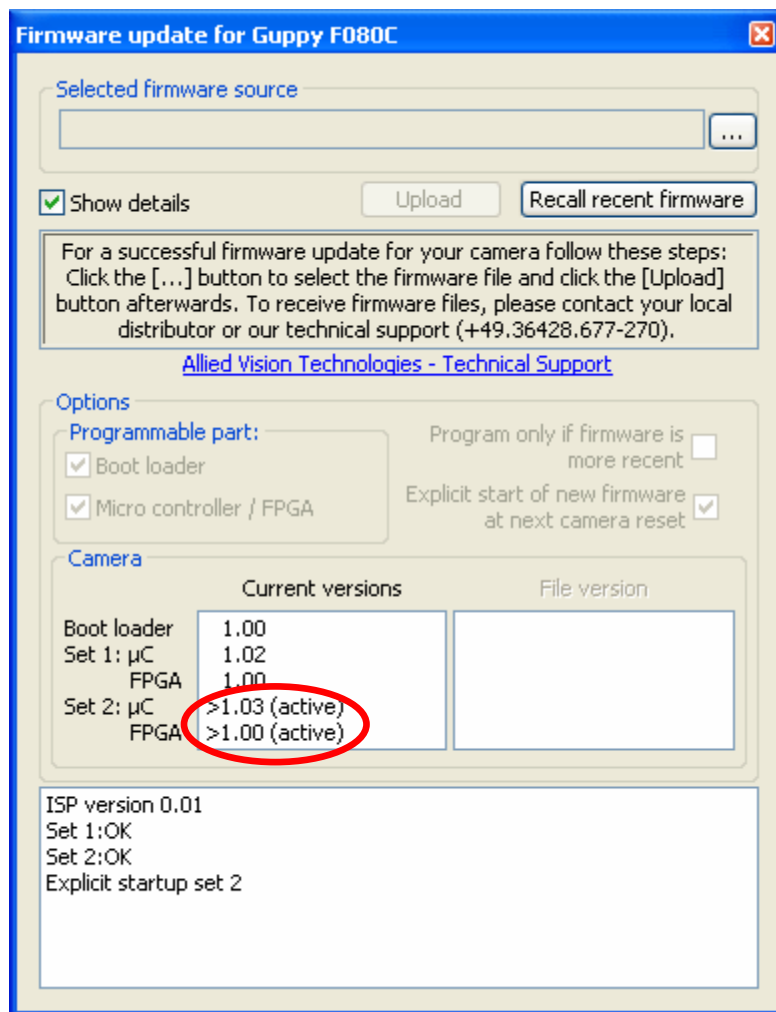 Firmware update for Guppy F080C
Selected firmware source
...
Show details
Upload
Recall recent firmware
For a successful firmware update for your camera follow these steps:
Click the [...] button to select the firmware file and click the [Upload]
button afterwards. To receive firmware files, please contact your local
distributor or our technical support (+49.36428.677-270).
Allied Vision Technologies - Technical Support
Options
Programmable part:
Boot loader
Micro controller / FPGA
Program only if firmware is
more recent
Explicit start of new firmware
at next camera reset
Camera
Current versions
File version
Boot loader 1.00
Set 1: µC 1.02
FPGA 1.00
Set 2: µC >1.03 (active)
FPGA >1.00 (active)
ISP version 0.01
Set 1:OK
Set 2:OK
Explicit startup set 2